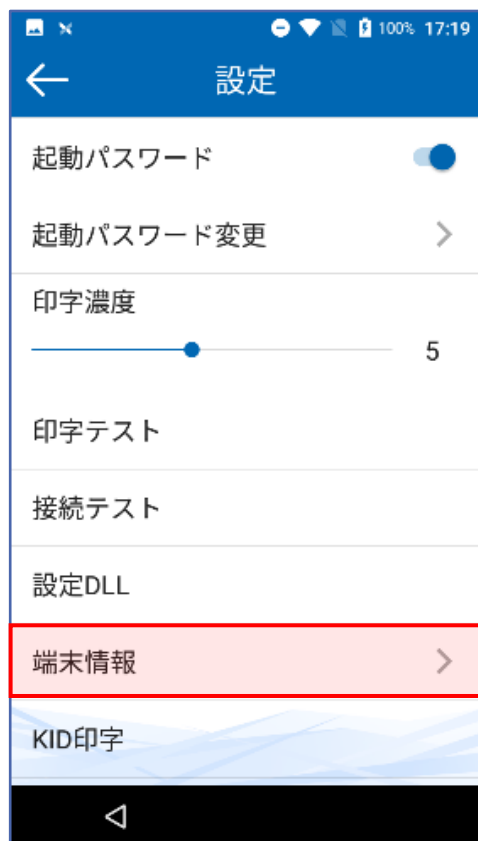 100% 17:19
設定
起動パスワード
起動パスワード変更
印字濃度
5
印字テスト
接続テスト
設定DLL
端末情報
KID印字